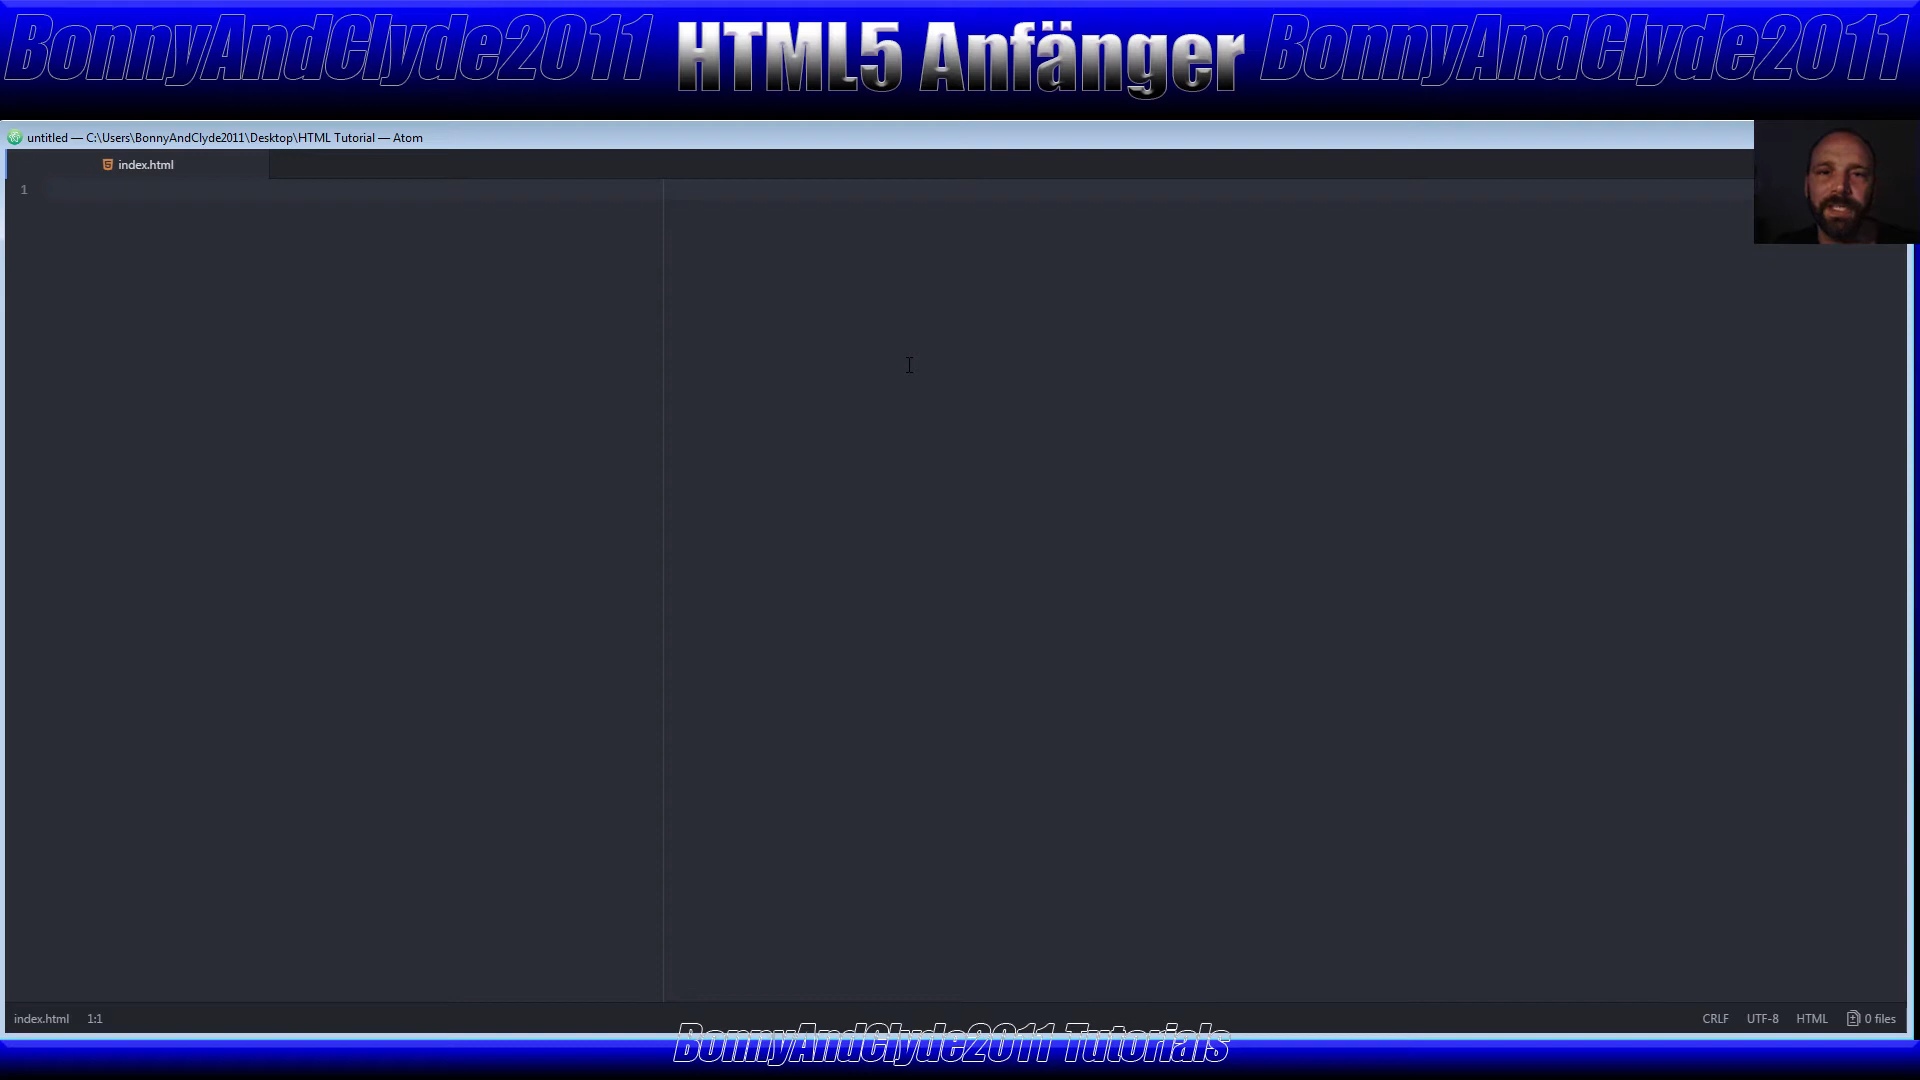 BonnyAndClyde2011 HTML5 Anfänger BonnyAndClyde2011
untitled — C:\Users\BonnyAndClyde2011\Desktop\HTML Tutorial — Atom
index.html
1
index.html 1:1 CRLF UTF-8 HTML 0 files
BonnyAndClyde2011 Tutorials